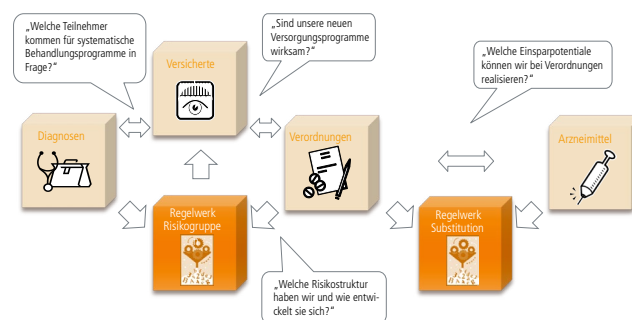 „Welche Teilnehmer
kommen für systematische
Behandlungsprogramme in
Frage?“
„Sind unsere neuen
Versorgungsprogramme
wirksam?“
„Welche Einsparpotentiale
können wir bei Verordnungen
realisieren?“
Versicherte
Diagnosen
Verordnungen
Arzneimittel
Regelwerk
Risikogruppe
Regelwerk
Substitution
„Welche Risikostruktur
haben wir und wie entwi-
ckelt sie sich?“